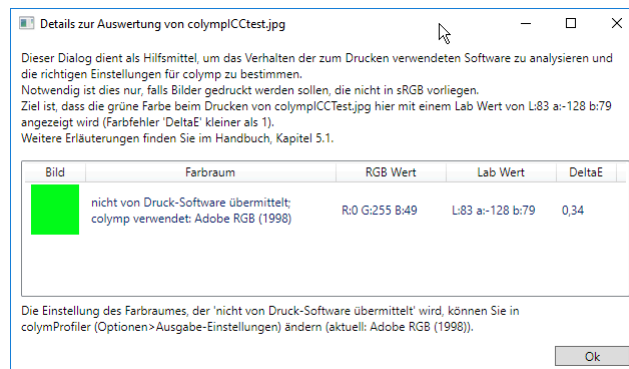 Details zur Auswertung von colympICCtest.jpg
Dieser Dialog dient als Hilfsmittel, um das Verhalten der zum Drucken verwendeten Software zu analysieren und
die richtigen Einstellungen für colymp zu bestimmen.
Notwendig ist dies nur, falls Bilder gedruckt werden sollen, die nicht in sRGB vorliegen.
Ziel ist, dass die grüne Farbe beim Drucken von colympICCTest.jpg hier mit einem Lab Wert von L:83 a:-128 b:79
angezeigt wird (Farbfehler 'DeltaE' kleiner als 1).
Weitere Erläuterungen finden Sie im Handbuch, Kapitel 5.1.
Bild Farbraum RGB Wert Lab Wert DeltaE
nicht von Druck-Software übermittelt;
colymp verwendet: Adobe RGB (1998)
R:0 G:255 B:49 L:83 a:-128 b:79 0,34
Die Einstellung des Farbraumes, der 'nicht von Druck-Software übermittelt' wird, können Sie in
colymProfiler (Optionen>Ausgabe-Einstellungen) ändern (aktuell: Adobe RGB (1998)).
Ok